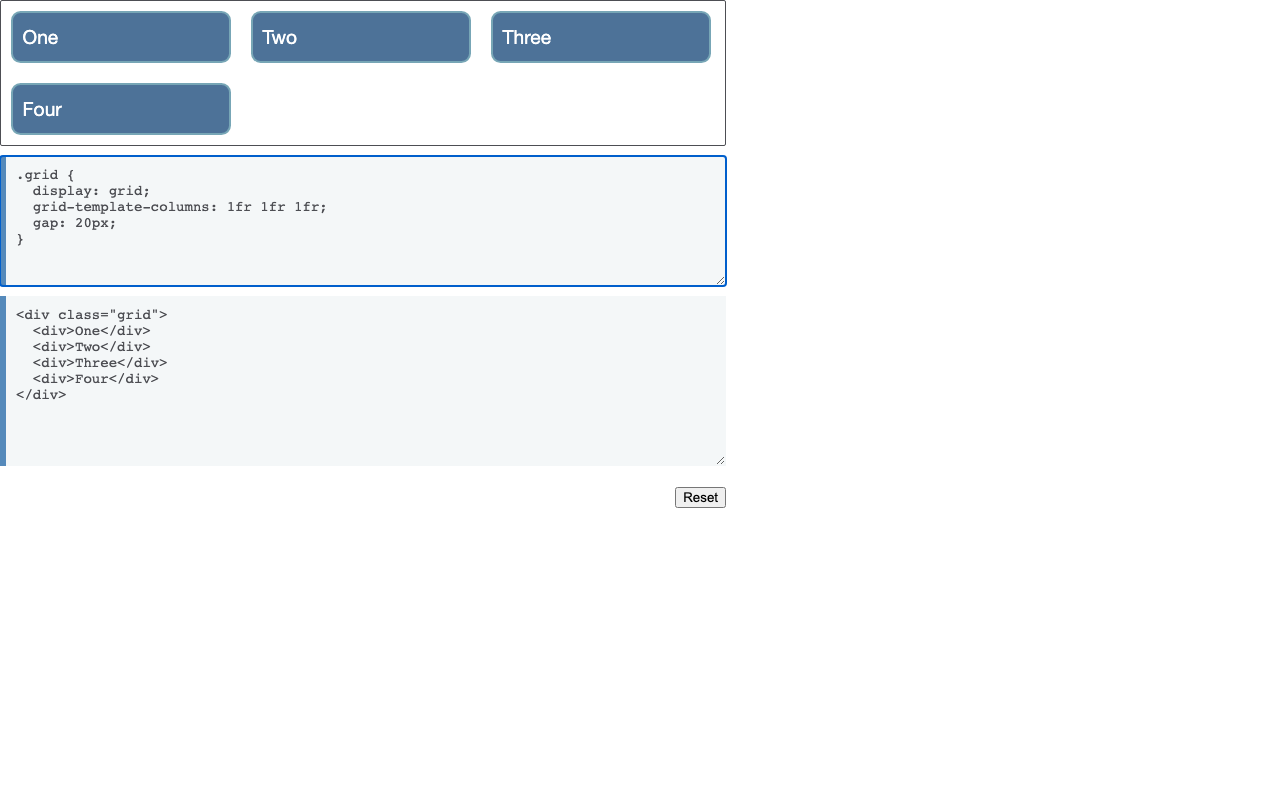 One Two Three
Four
.grid {
  display: grid;
  grid-template-columns: 1fr 1fr 1fr;
  gap: 20px;
}
<div class="grid">
  <div>One</div>
  <div>Two</div>
  <div>Three</div>
  <div>Four</div>
</div>
Reset